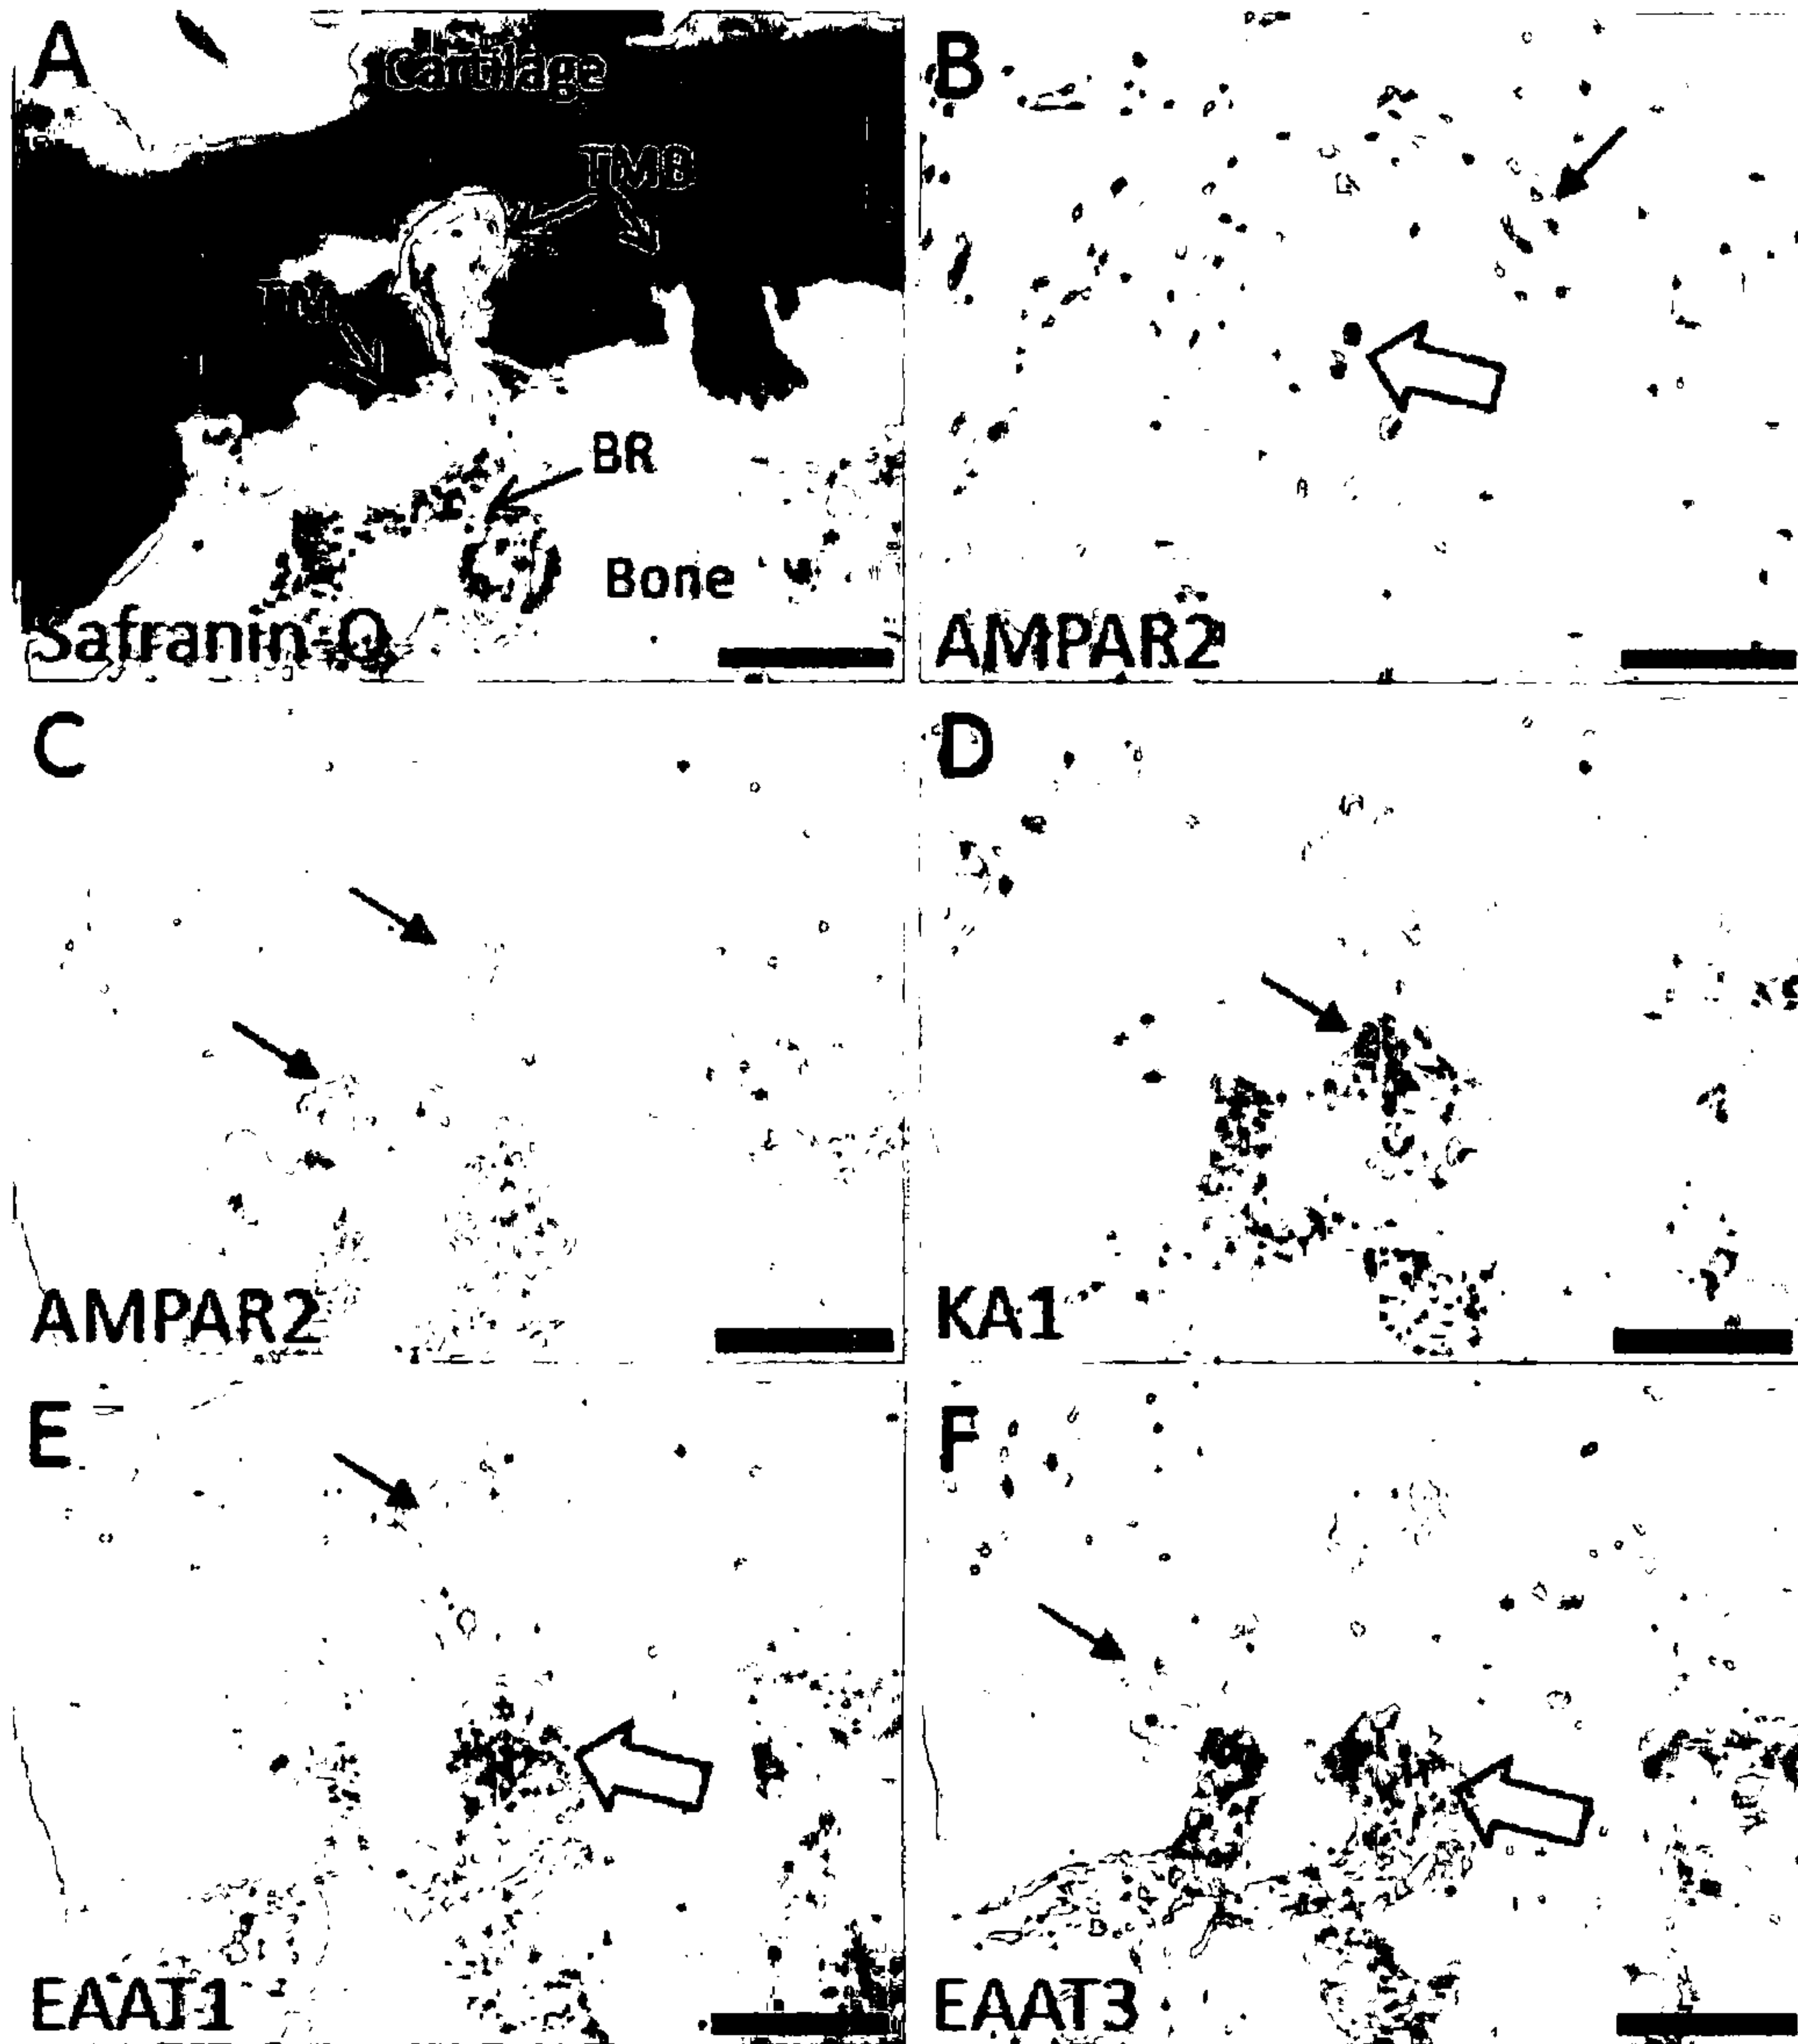 A
Cartilage
TMB
TM
BR
Bone
Safranin-O
B
AMPAR2
C
AMPAR2
D
KA1
E
EAAT1
F
EAAT3